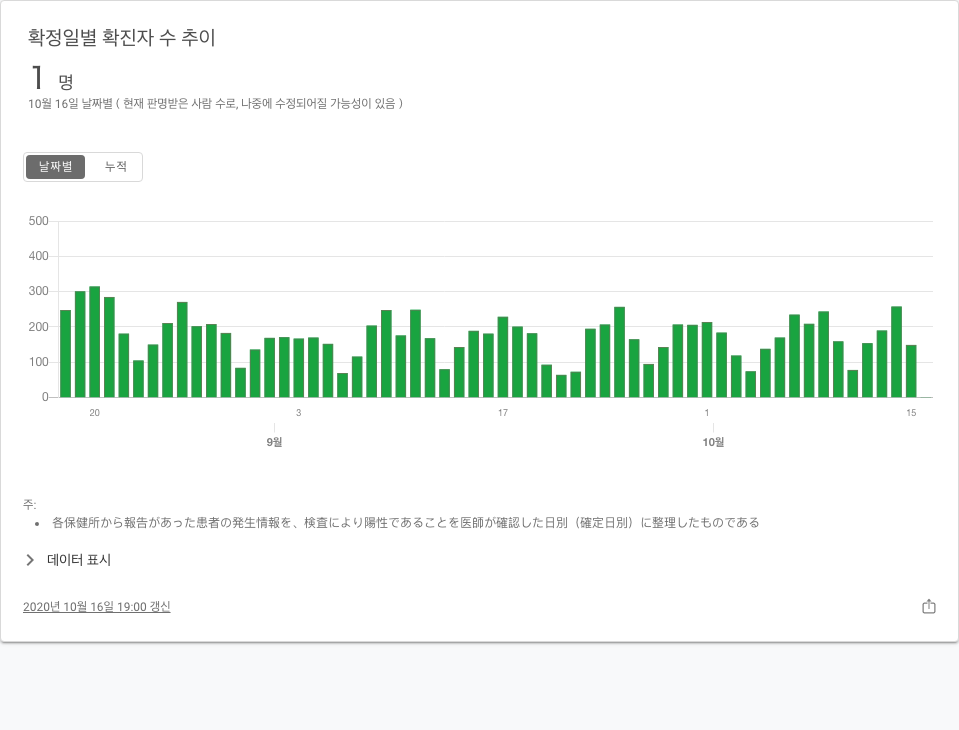 확정일별 확진자 수 추이
1 명
10월 16일 날짜별 ( 현재 판명받은 사람 수로, 나중에 수정되어질 가능성이 있음 )
날짜별 누적
500
400
300
200
100
0
20 3 17 1 15
9월 10월
주:
• 各保健所から報告があった患者の発生情報を、検査により陽性であることを医師が確認した日別（確定日別）に整理したものである
데이터 표시
2020년 10월 16일 19:00 갱신